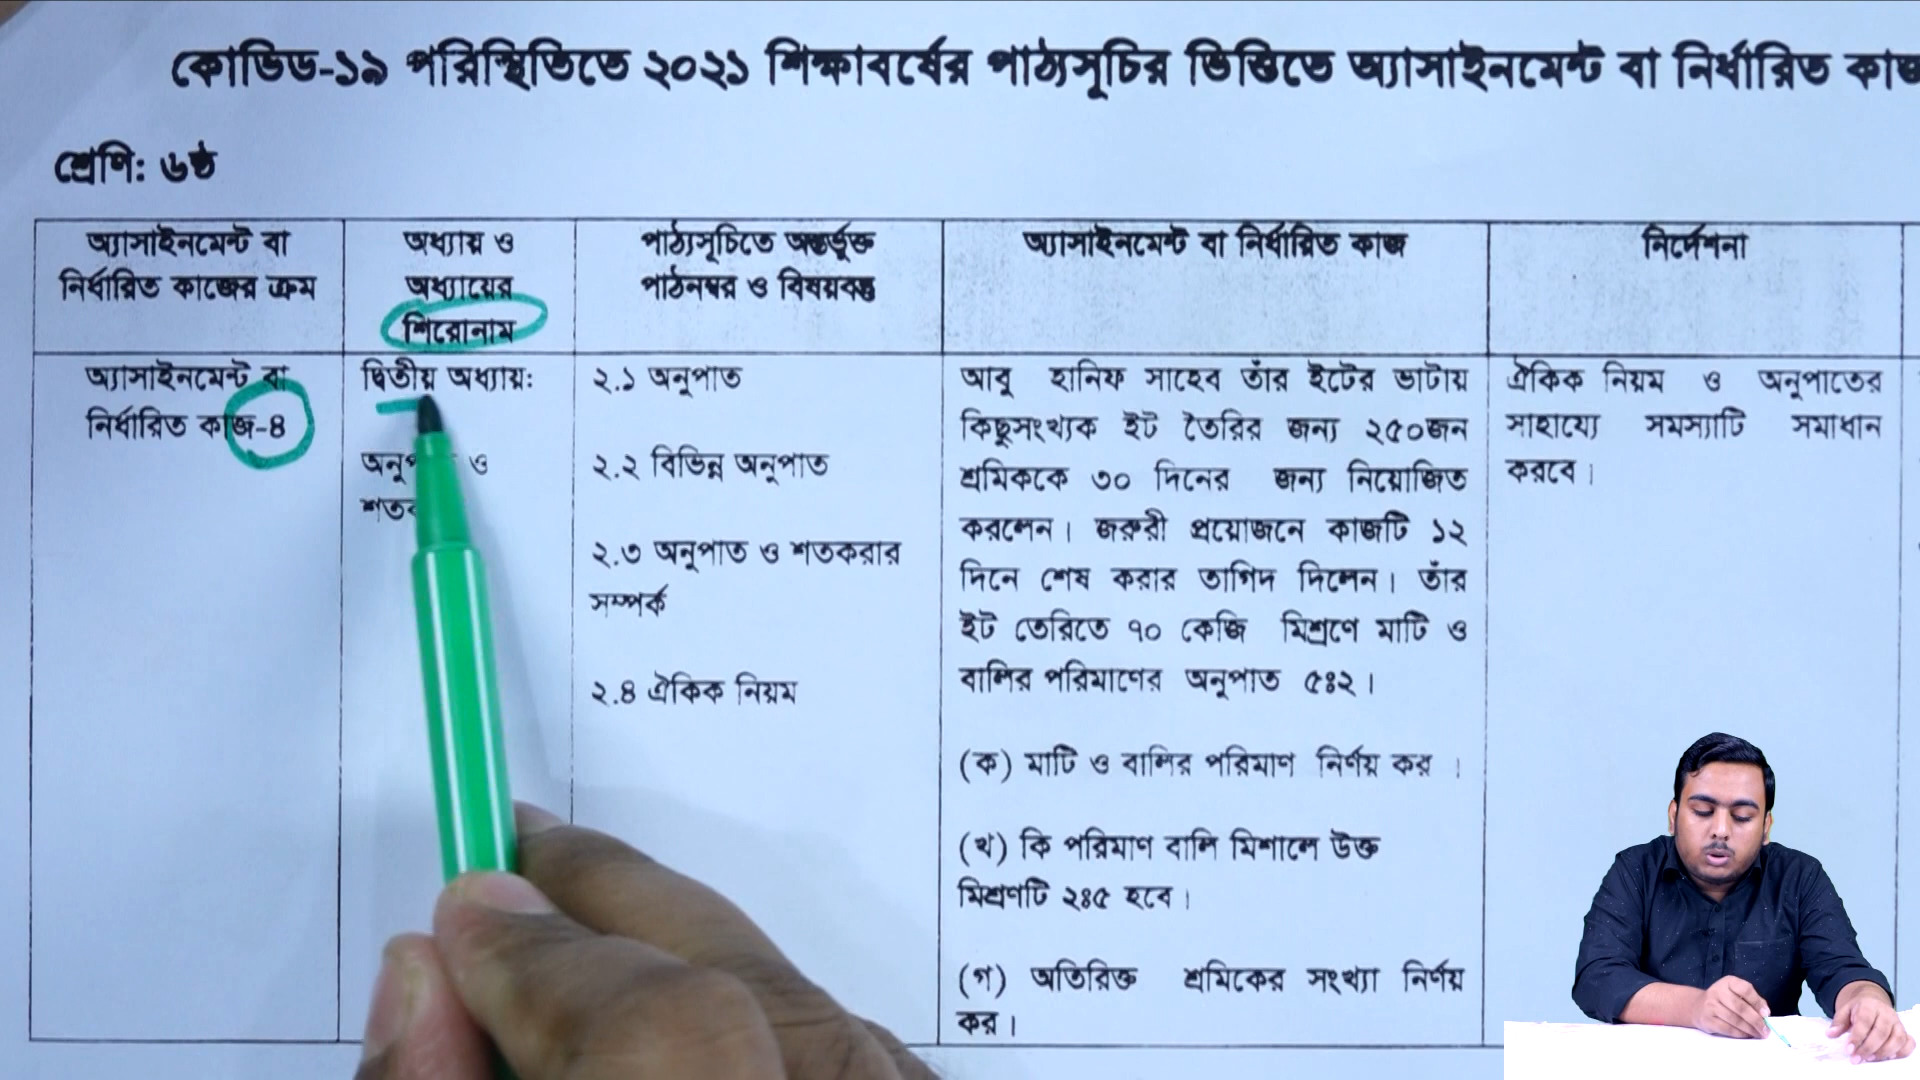 কোভিড-১৯ পরিস্থিতিতে ২০২১ শিক্ষাবর্ষের পাঠ্যসূচির ভিত্তিতে অ্যাসাইনমেন্ট বা নির্ধারিত কাজ
শ্রেণি: ৬ষ্ঠ
অ্যাসাইনমেন্ট বা
নির্ধারিত কাজের ক্রম
অধ্যায় ও
অধ্যায়ের
শিরোনাম
পাঠ্যসূচিতে অন্তর্ভুক্ত
পাঠনম্বর ও বিষয়বস্তু
অ্যাসাইনমেন্ট বা নির্ধারিত কাজ
নির্দেশনা
অ্যাসাইনমেন্ট বা
নির্ধারিত কাজ-৪
দ্বিতীয় অধ্যায়:
ও
২.১ অনুপাত
২.২ বিভিন্ন অনুপাত
২.৩ অনুপাত ও শতকরার
সম্পর্ক
২.৪ ঐকিক নিয়ম
আবু হানিফ সাহেব তাঁর ইটের ভাটায়
কিছুসংখ্যক ইট তৈরির জন্য ২৫০জন
শ্রমিককে ৩০ দিনের জন্য নিয়োজিত
করলেন। জরুরী প্রয়োজনে কাজটি ১২
দিনে শেষ করার তাগিদ দিলেন। তাঁর
ইট তেরিতে ৭০ কেজি মিশ্রণে মাটি ও
বালির পরিমাণের অনুপাত ৫ঃ২।
(ক) মাটি ও বালির পরিমাণ নির্ণয় কর ।
(খ) কি পরিমাণ বালি মিশালে উক্ত
মিশ্রণটি ২ঃ৫ হবে।
(গ) অতিরিক্ত শ্রমিকের সংখ্যা নির্ণয়
কর।
ঐকিক নিয়ম ও অনুপাতের
সাহায্যে সমস্যাটি সমাধান
করবে।